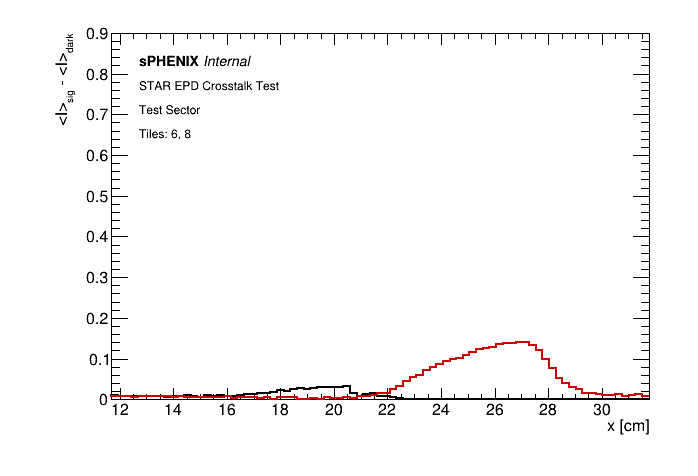 0.9
0.8
0.7
0.6
0.5
0.4
0.3
0.2
0.1
0
<I>sig - <I>dark
sPHENIX Internal
STAR EPD Crosstalk Test
Test Sector
Tiles: 6, 8
12 14 16 18 20 22 24 26 28 30
x [cm]